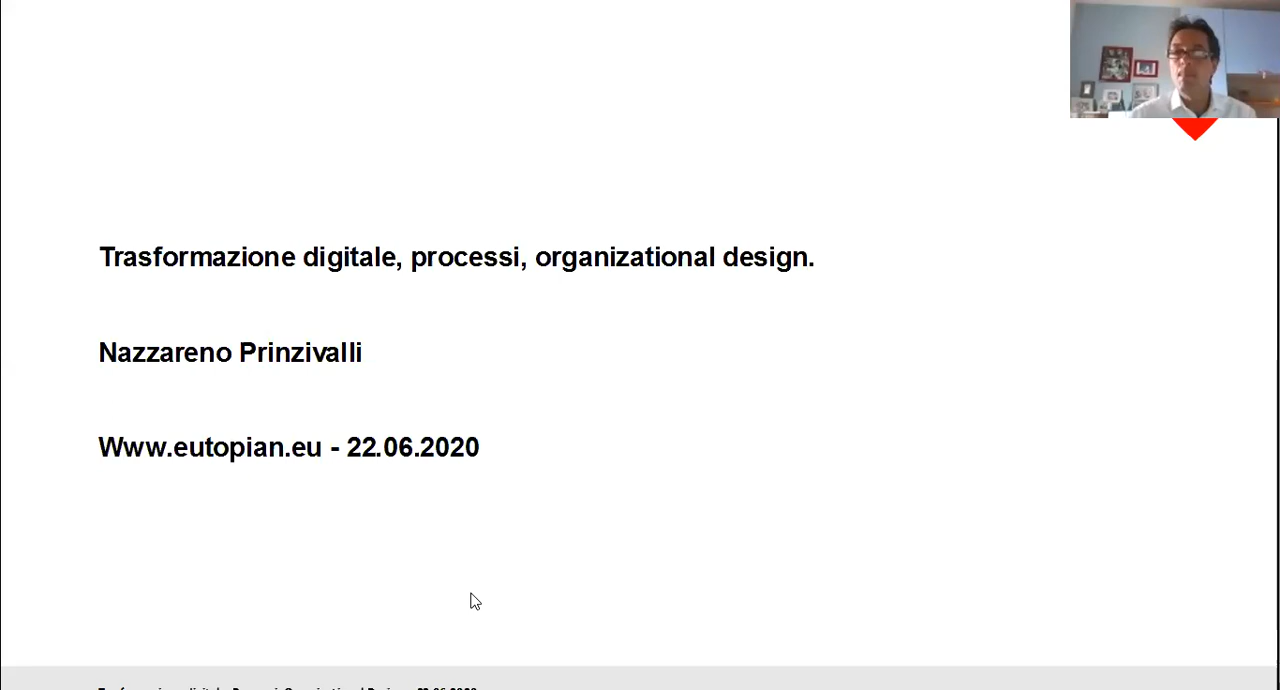 Trasformazione digitale, processi, organizational design.
Nazzareno Prinzivalli
Www.eutopian.eu - 22.06.2020